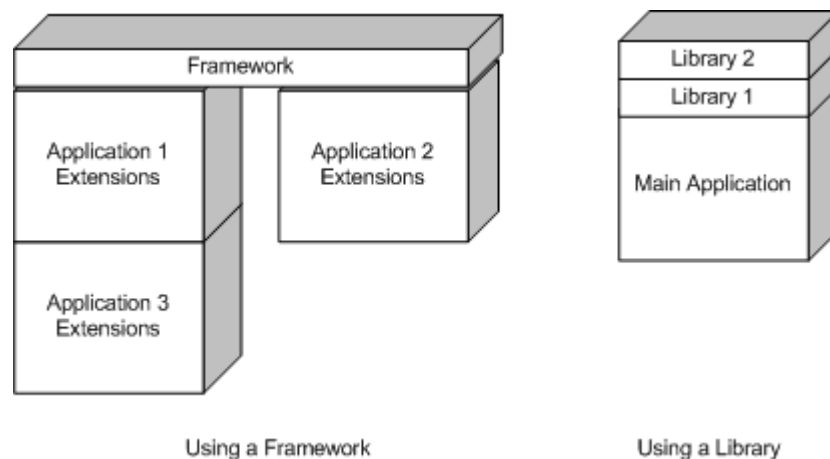 Framework
Application 1
Extensions
Application 2
Extensions
Application 3
Extensions
Using a Framework
Library 2
Library 1
Main Application
Using a Library